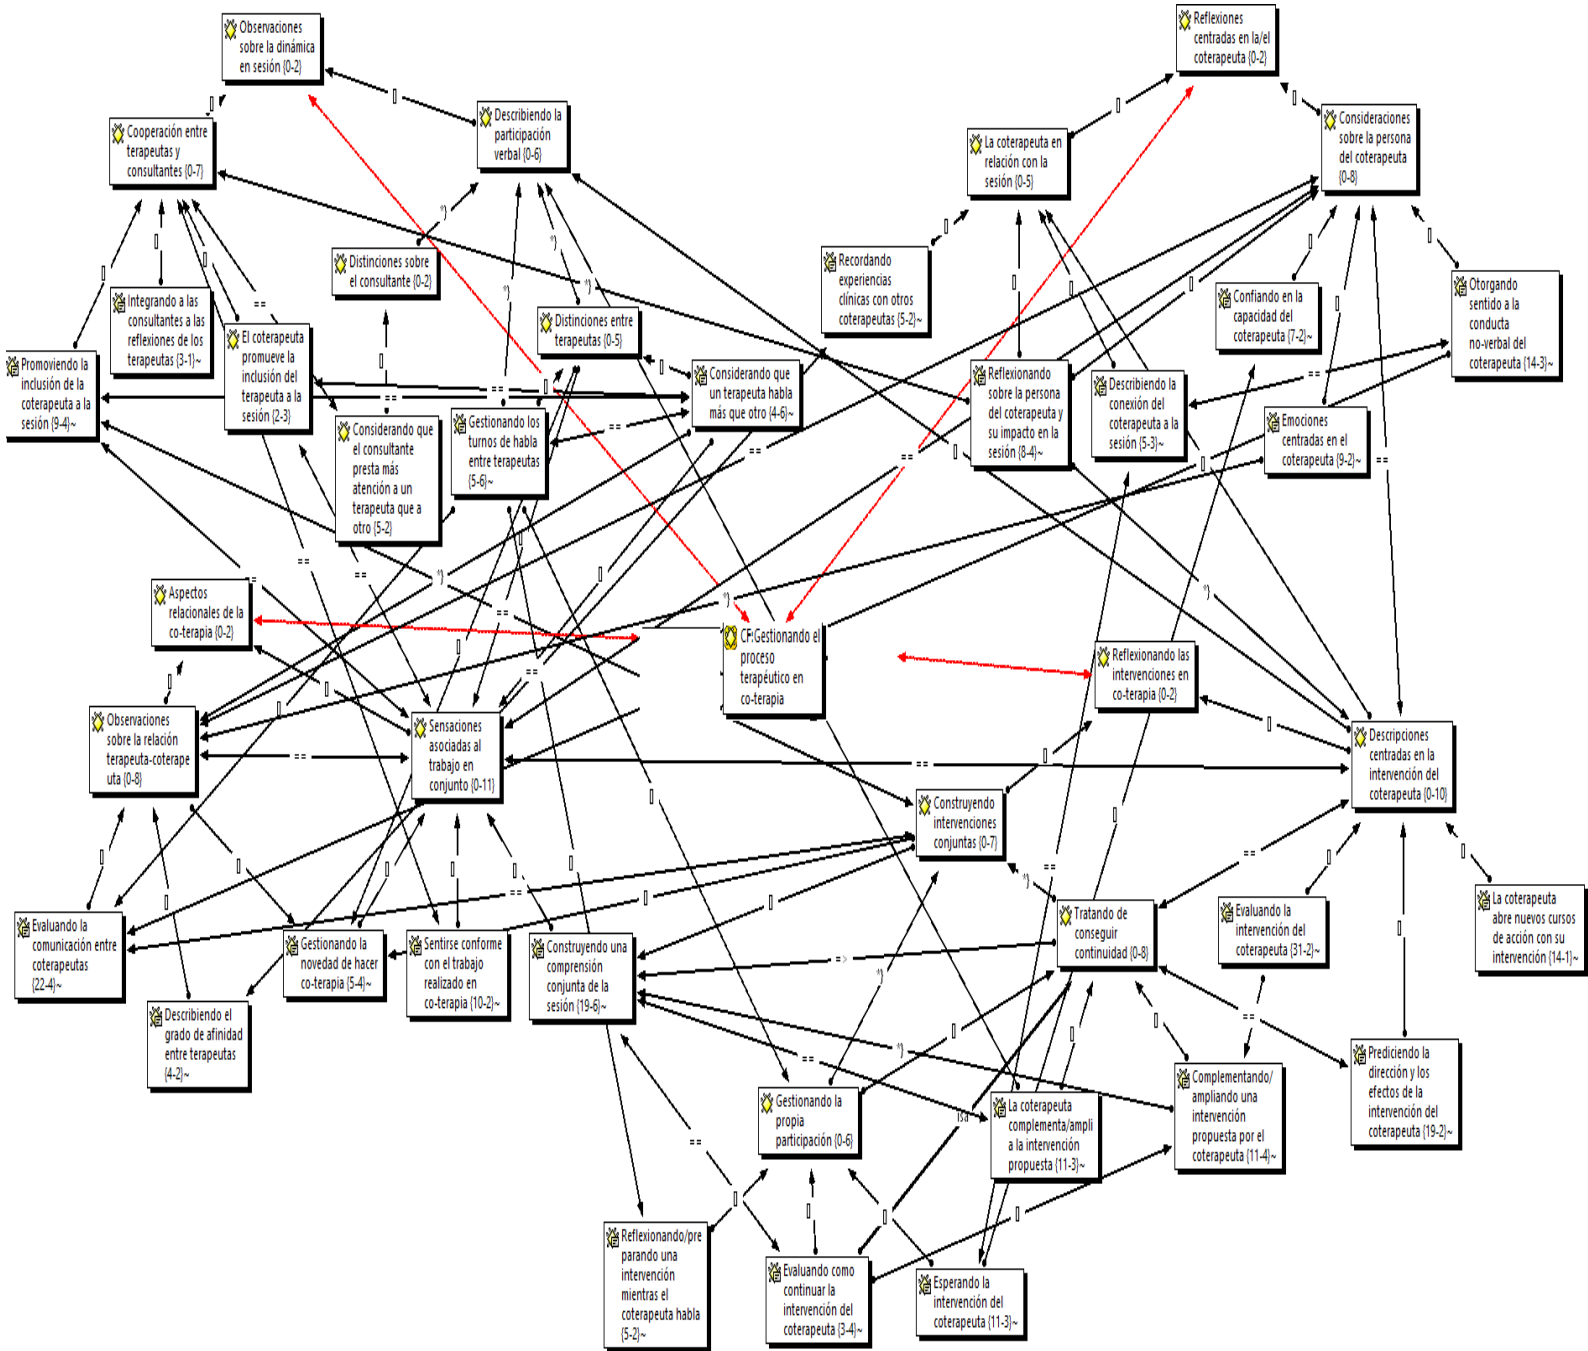 Observaciones
sobre la dinámica
en sesión {0-2}
Reflexiones
centradas en la/el
coterapeuta {0-2}
Cooperación entre
terapeutas y
consultantes {0-7}
Describiendo la
participación
verbal {0-6}
La coterapeuta en
relación con la
sesión {0-5}
Consideraciones
sobre la persona
del coterapeuta
{0-8}
Distinciones sobre
el consultante {0-2}
Recordando
experiencias
clínicas con otros
coterapeutas {5-2}~
Confiando en la
capacidad del
coterapeuta {7-2}~
Otorgando
sentido a la
conducta
no-verbal del
coterapeuta {14-3}~
Integrando a las
consultantes a las
reflexiones de los
terapeutas {3-1}~
Distinciones entre
terapeutas {0-5}
El coterapeuta
promueve la
inclusión del
terapeuta a la
sesión {2-3}
Promoviendo la
inclusión de la
coterapeuta a la
sesión {9-4}~
Considerando que
un terapeuta habla
más que otro {4-6}~
Reflexionando
sobre la persona
del coterapeuta y
su impacto en la
sesión {8-4}~
Describiendo la
conexión del
coterapeuta a la
sesión {5-3}~
Considerando que
el consultante
presta más
atención a un
terapeuta que a
otro {5-2}
Gestionando los
turnos de habla
entre terapeutas
{5-6}~
Emociones
centradas en el
coterapeuta {9-2}~
Aspectos
relacionales de la
co-terapia {0-2}
CF:Gestionando el
proceso
terapéutico en
co-terapia
Reflexionando las
intervenciones en
co-terapia {0-2}
Observaciones
sobre la relación
terapeuta-coterape
uta {0-8}
Sensaciones
asociadas al
trabajo en
conjunto {0-11}
Descripciones
centradas en la
intervención del
coterapeuta {0-10}
Construyendo
intervenciones
conjuntas {0-7}
Evaluando la
comunicación entre
coterapeutas
{22-4}~
Gestionando la
novedad de hacer
co-terapia {5-4}~
Sentirse conforme
con el trabajo
realizado en
co-terapia {10-2}~
Construyendo una
comprensión
conjunta de la
sesión {19-6}~
Tratando de
conseguir
continuidad {0-8}
Evaluando la
intervención del
coterapeuta {31-2}~
La coterapeuta
abre nuevos cursos
de acción con su
intervención {14-1}~
Describiendo el
grado de afinidad
entre terapeutas
{4-2}~
Gestionando la
propia
participación {0-6}
La coterapeuta
complementa/ampli
a la intervención
propuesta {11-3}~
Complementando/
ampliando una
intervención
propuesta por el
coterapeuta {11-4}~
Prediciendo la
dirección y los
efectos de la
intervención del
coterapeuta {19-2}~
Reflexionando/pre
parando una
intervención
mientras el
coterapeuta habla
{5-2}~
Evaluando como
continuar la
intervención del
coterapeuta {3-4}~
Esperando la
intervención del
coterapeuta {11-3}~